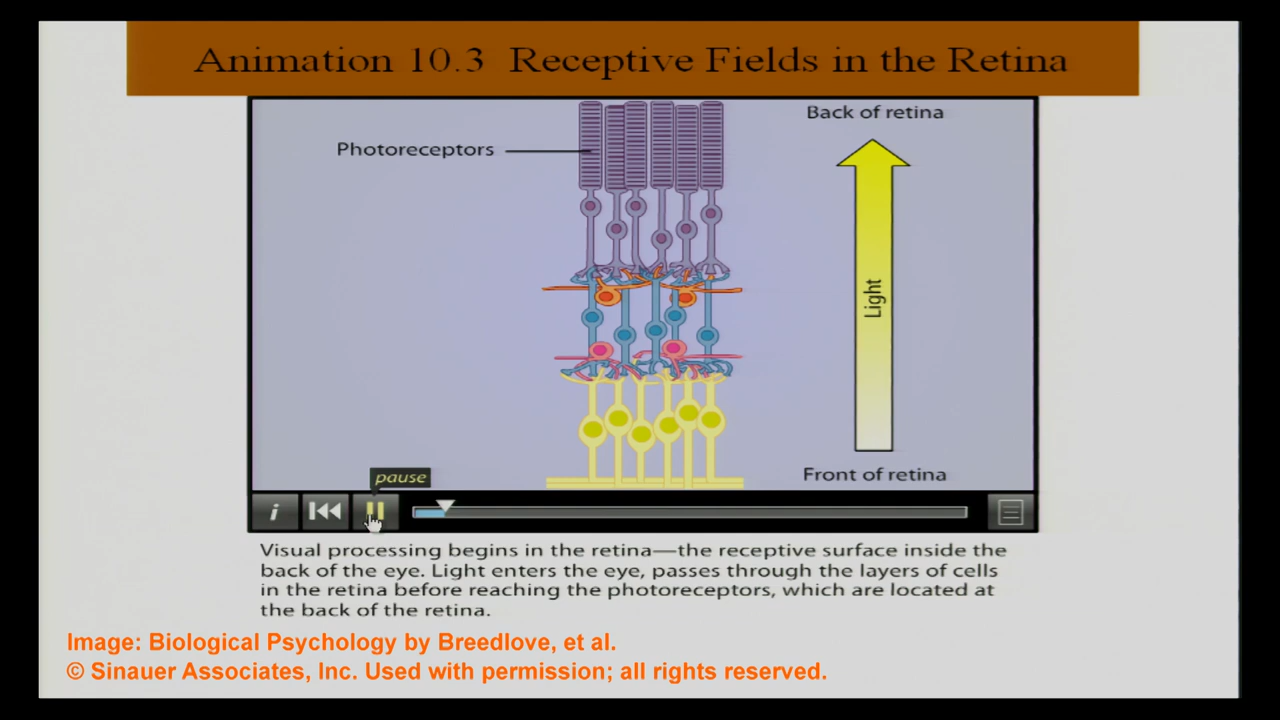 Animation 10.3 Receptive Fields in the Retina
Back of retina
Photoreceptors
Light
Front of retina
pause
i
Visual processing begins in the retina—the receptive surface inside the
back of the eye. Light enters the eye, passes through the layers of cells
in the retina before reaching the photoreceptors, which are located at
the back of the retina.
Image: Biological Psychology by Breedlove, et al.
© Sinauer Associates, Inc. Used with permission; all rights reserved.